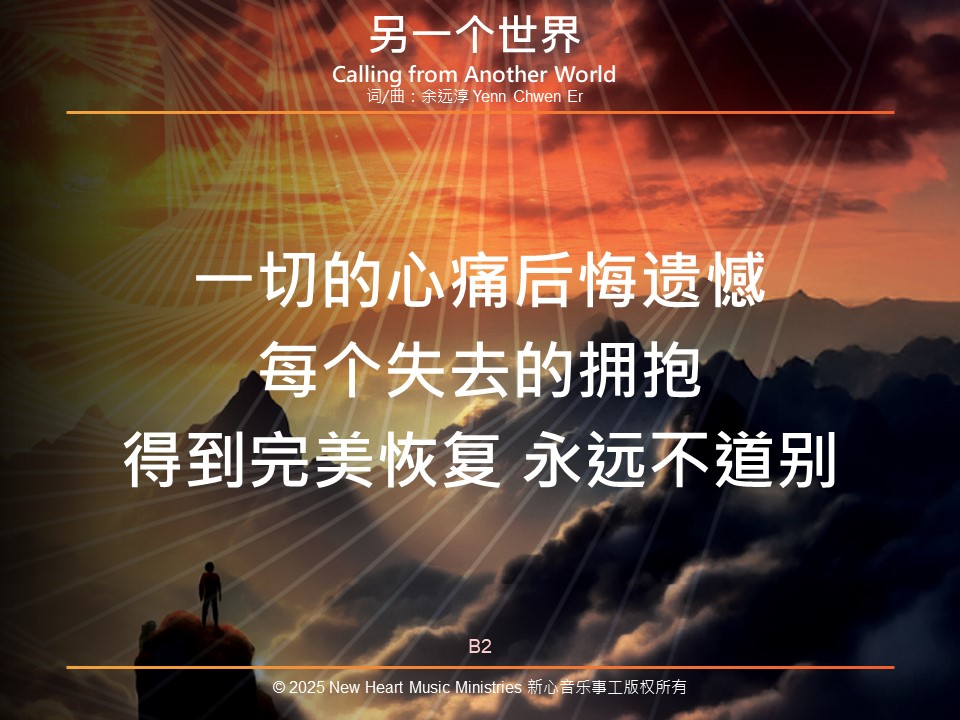 另一个世界
Calling from Another World
词/曲：余远淳 Yenn Chwen Er
一切的心痛后悔遗憾
每个失去的拥抱
得到完美恢复 永远不道别
B2
© 2025 New Heart Music Ministries 新心音乐事工版权所有